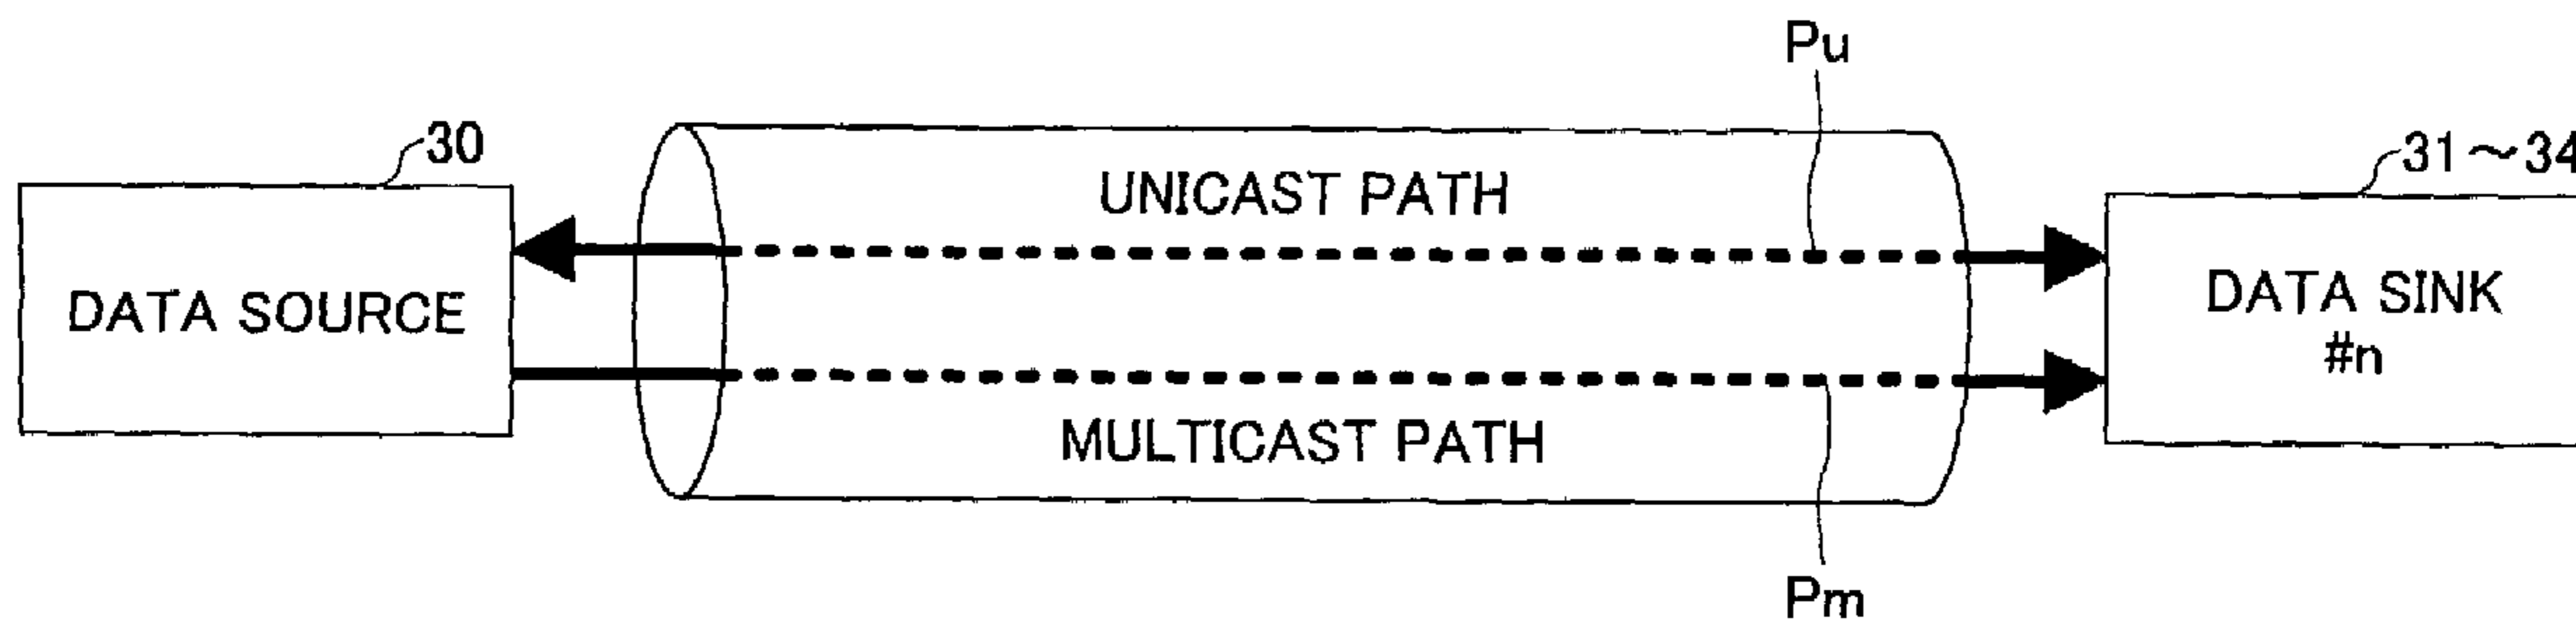 Pu
30
31~34
UNICAST PATH
DATA SOURCE
DATA SINK
#n
MULTICAST PATH
Pm